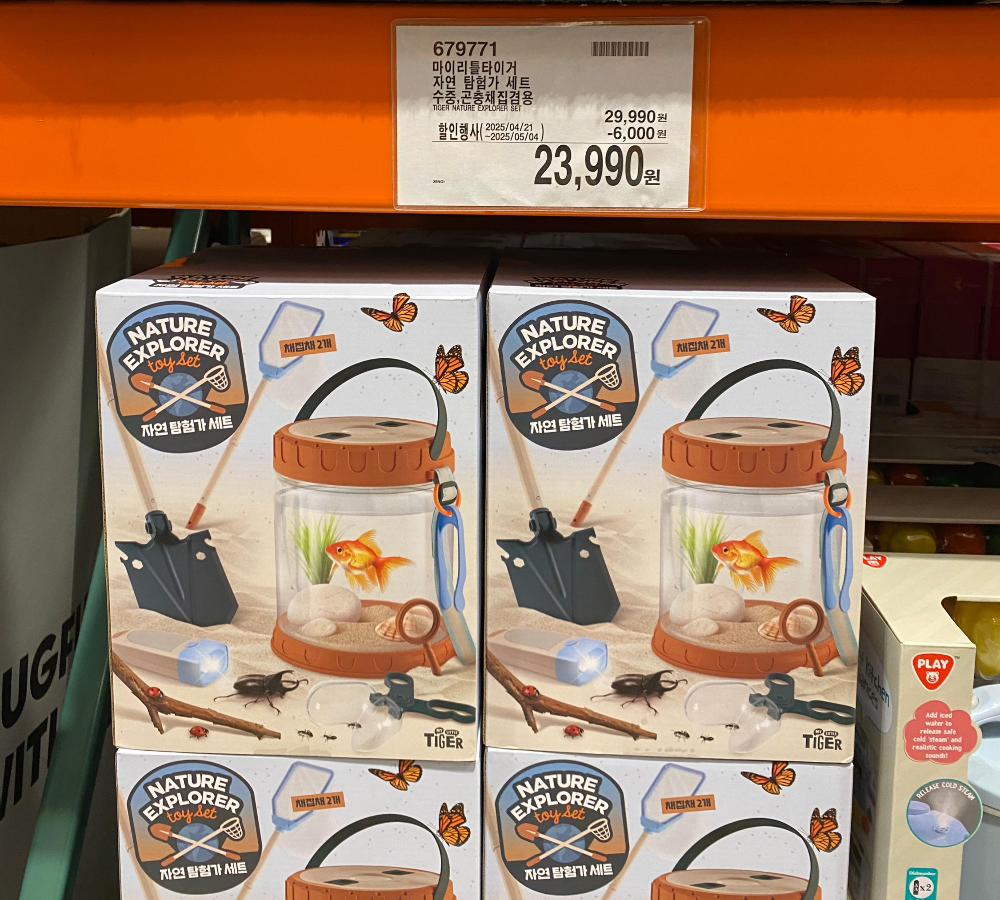 679771
마이리틀타이거
자연 탐험가 세트
수중,곤충채집겸용
TIGER NATURE EXPLORER SET
29,990원
할인행사( 2025/04/21 ~2025/05/04 ) -6,000원
23,990원
NATURE
EXPLORER
toy set
자연 탐험가 세트
채집채 2개
MY LITTLE
TIGER
NATURE
EXPLORER
toy set
자연 탐험가 세트
채집채 2개
MY LITTLE
TIGER
NATURE
EXPLORER
toy set
자연 탐험가 세트
채집채 2개
NATURE
EXPLORER
toy set
자연 탐험가 세트
채집채 2개
PLAY
Add iced
water to
release safe
cold 'steam' and
realistic cooking
sounds!
RELEASE COLD STEAM
x2